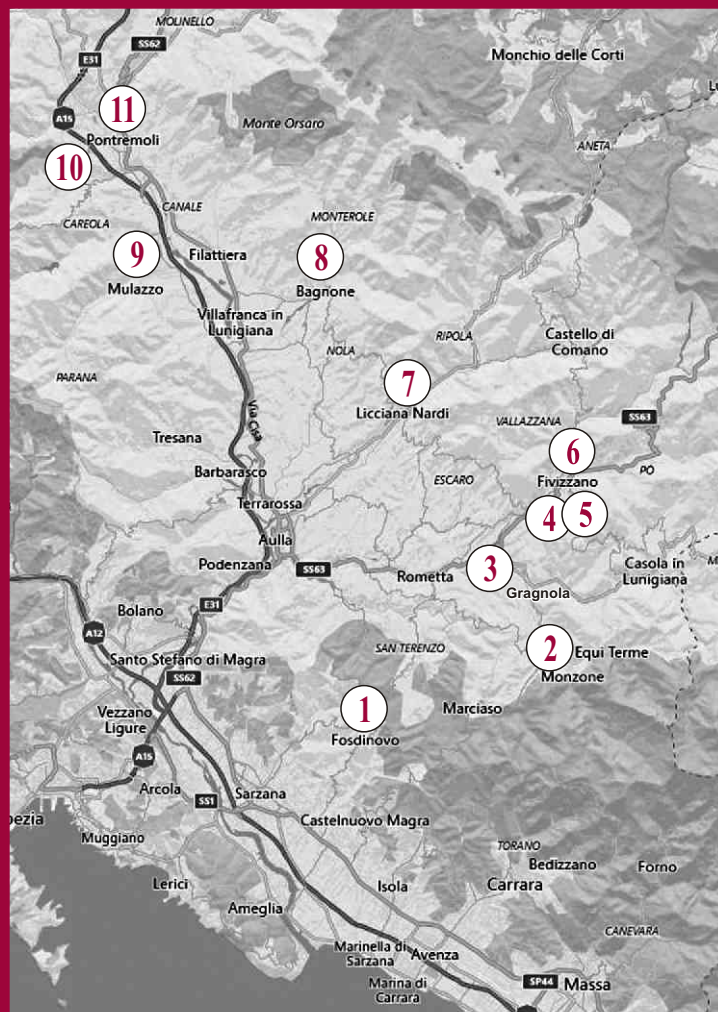 MOLINELLO
SS62
Monchio delle Corti
E31
11
A15
Pontremoli
Monte Orsaro
ANETA
10
CANALE
CAREOLA
MONTEROLE
9
Filattiera
8
Mulazzo
Bagnone
Villafranca in
Lunigiana
RIPOLA
Castello di
Comano
NOLA
PARANA
7
Licciana Nardi
Via Cisa
VALLAZZANA
SS63
Tresana
6
Barbarasco
ESCARO
Fivizzano
PÒ
Terrarossa
4
5
Aulla
Podenzana
SS63
Rometta
3
Casola in
Lunigiana
Gragnola
E31
Bolano
A12
SAN TERENZO
2
Equi Terme
Santo Stefano di Magra
Monzone
SS62
1
Marciaso
Vezzano
Ligure
Fosdinovo
A15
Arcola
SS1
Sarzana
ezia
Castelnuovo Magra
Muggiano
TORANO
Bedizzano
Forno
Lerici
Isola
Carrara
Ameglia
CANEVARA
Marinella di
Sarzana
Avenza
Marina di
Carrara
SP44
Massa